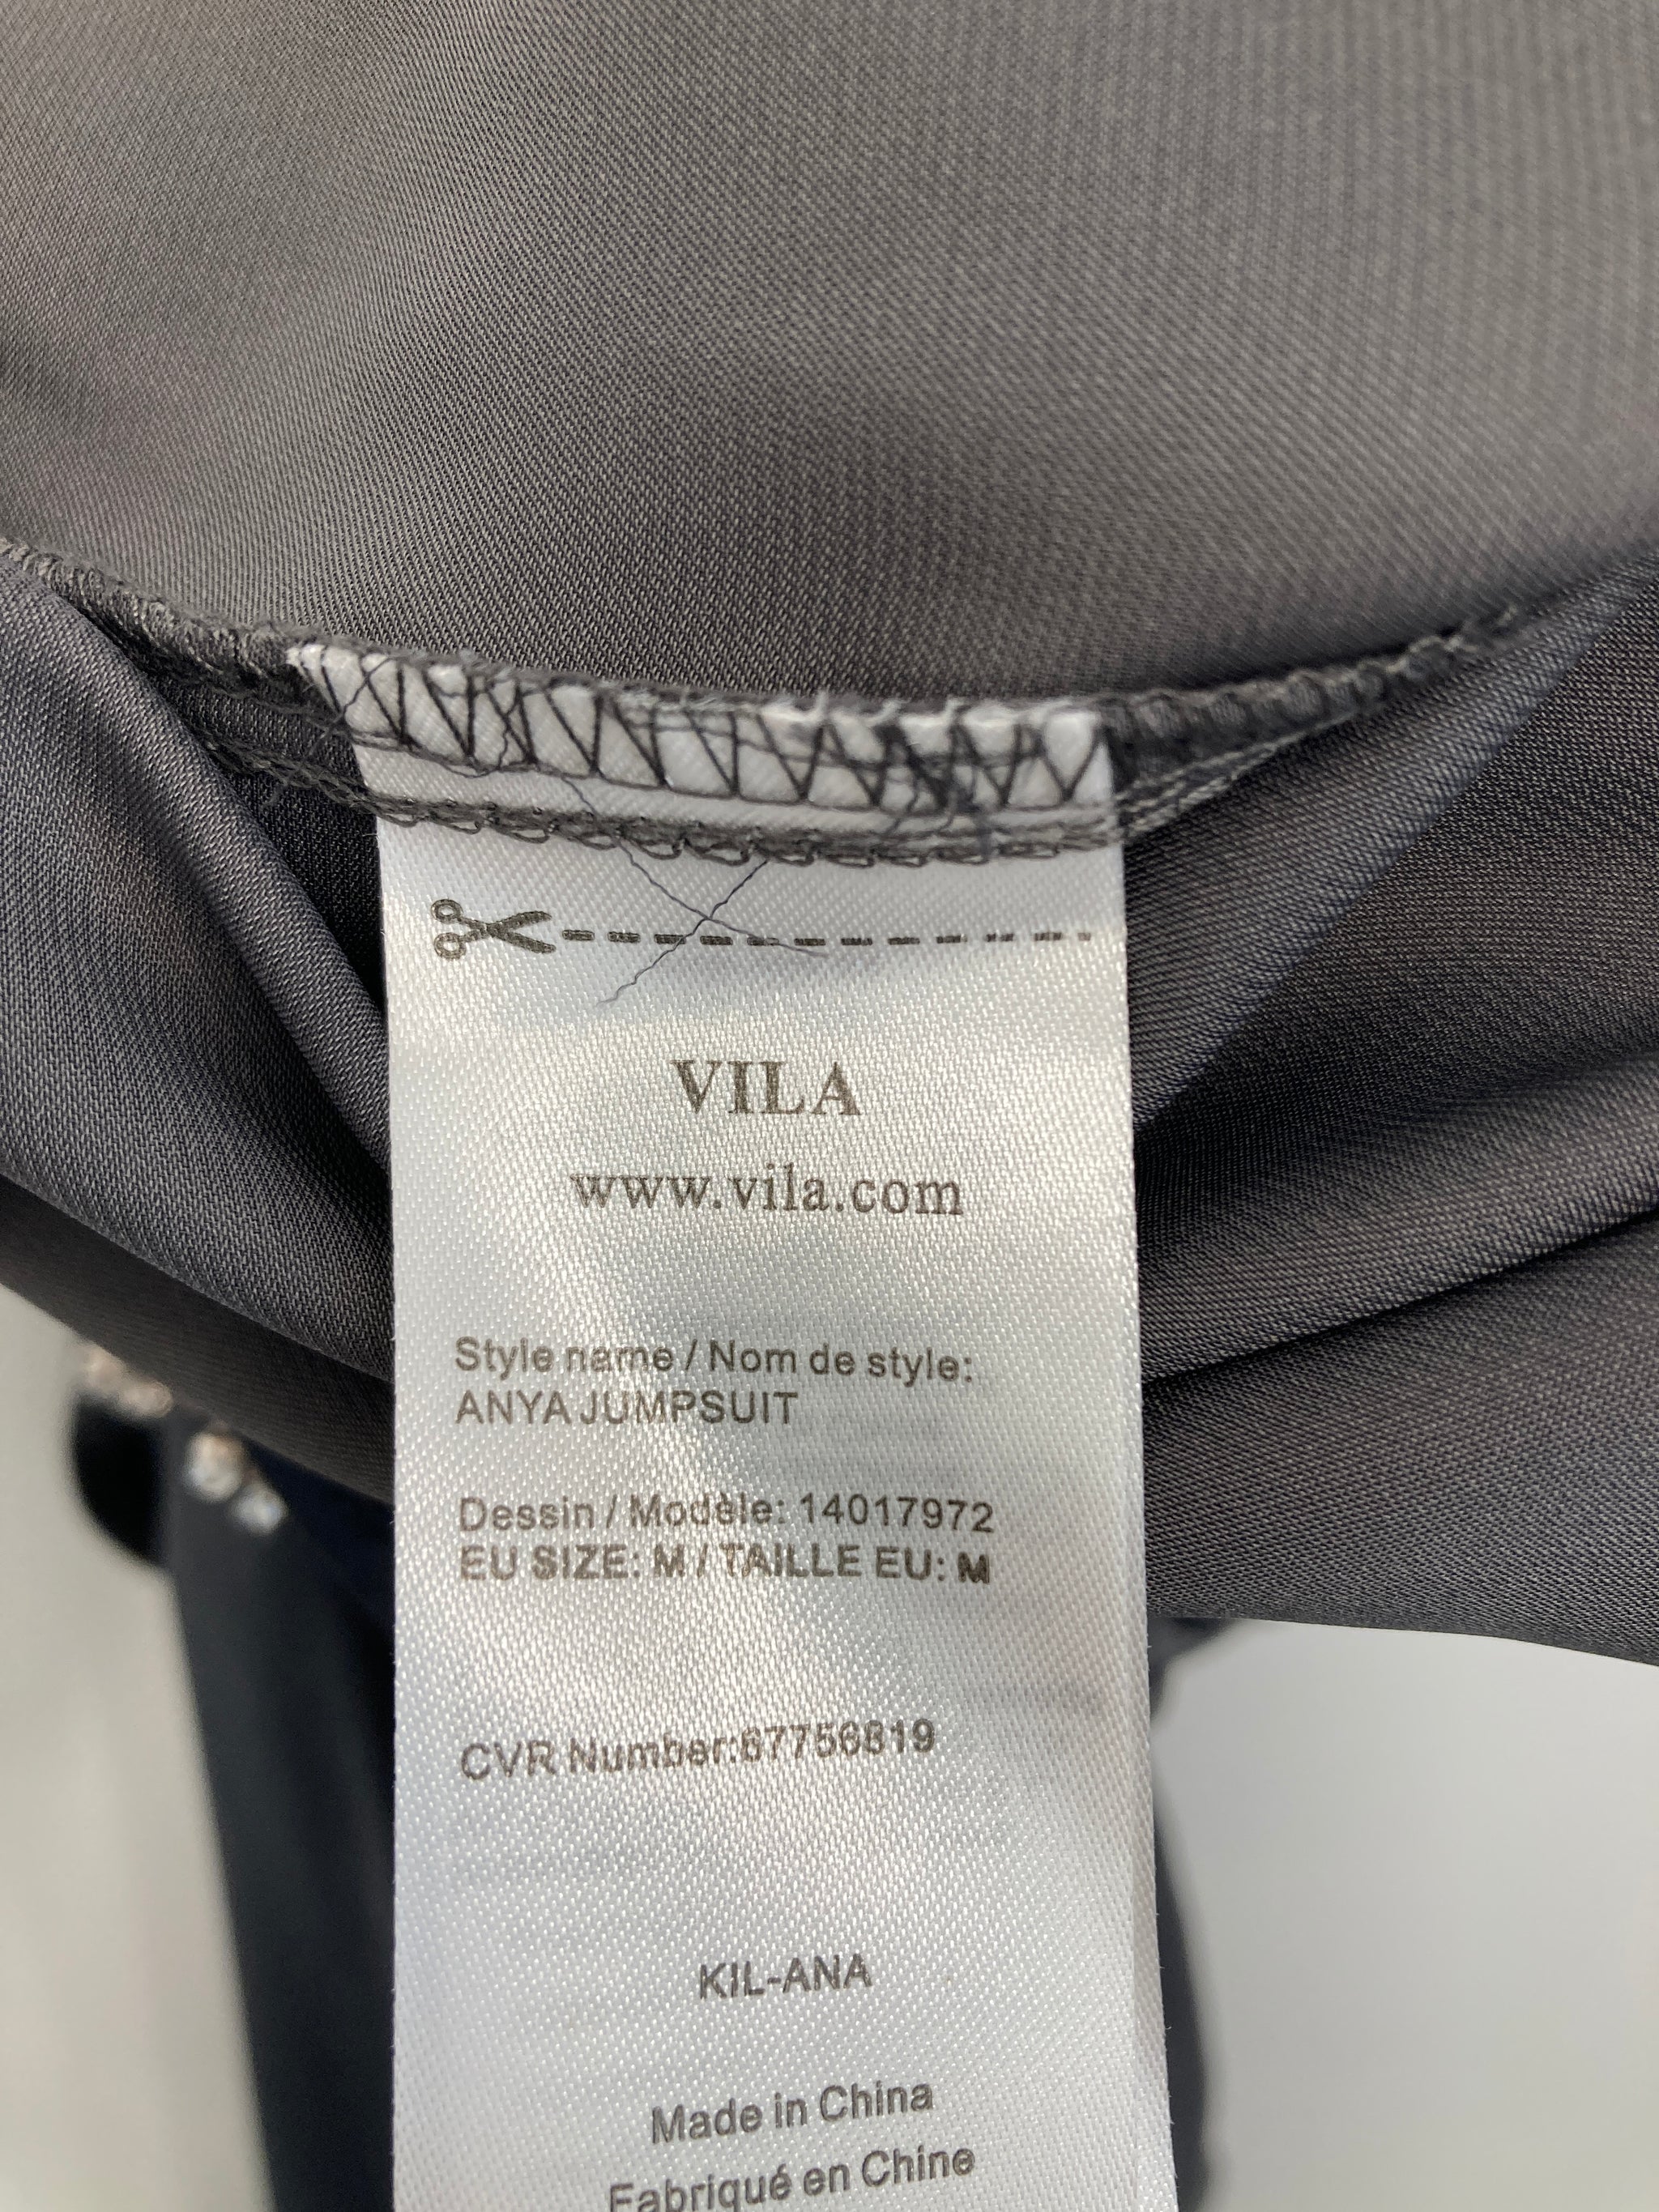 VILA
www.vila.com
Style name / Nom de style:
ANYA JUMPSUIT
Dessin / Modèle: 14017972
EU SIZE: M / TAILLE EU: M
CVR Number:67756819
KIL-ANA
Made in China
Fabriqué en Chine